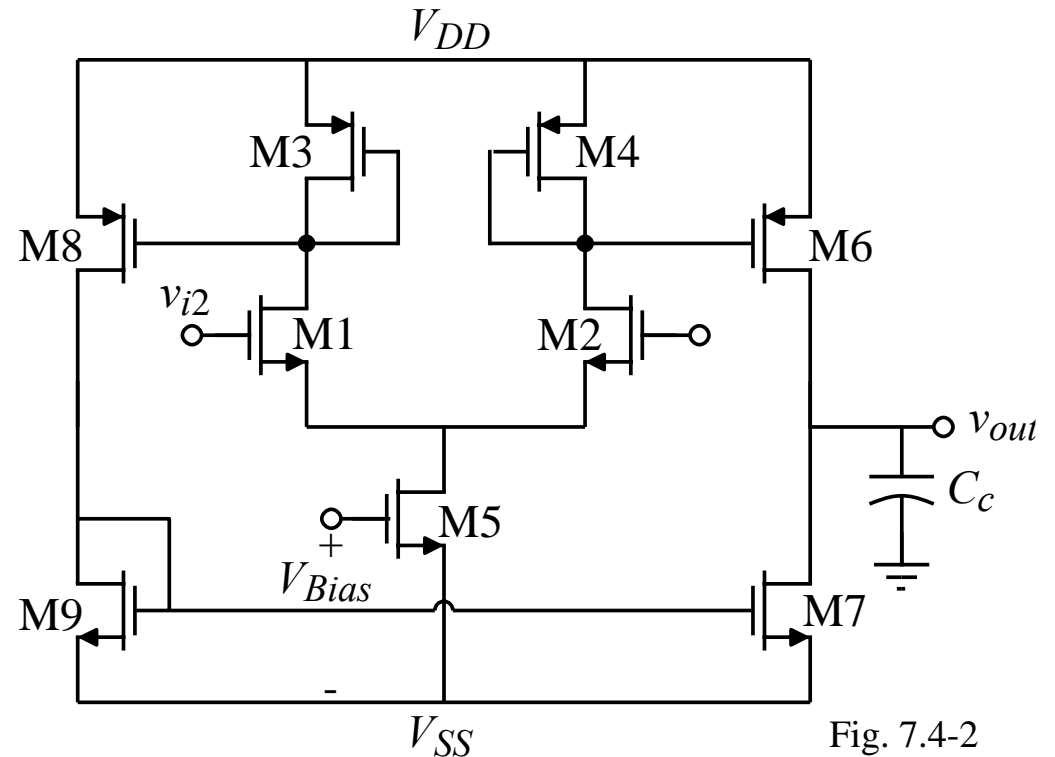 V_DD
M3
M4
M8
M6
v_i2
M1
M2
v_out
C_c
M5
+
V_Bias
M9
M7
-
V_SS
Fig. 7.4-2